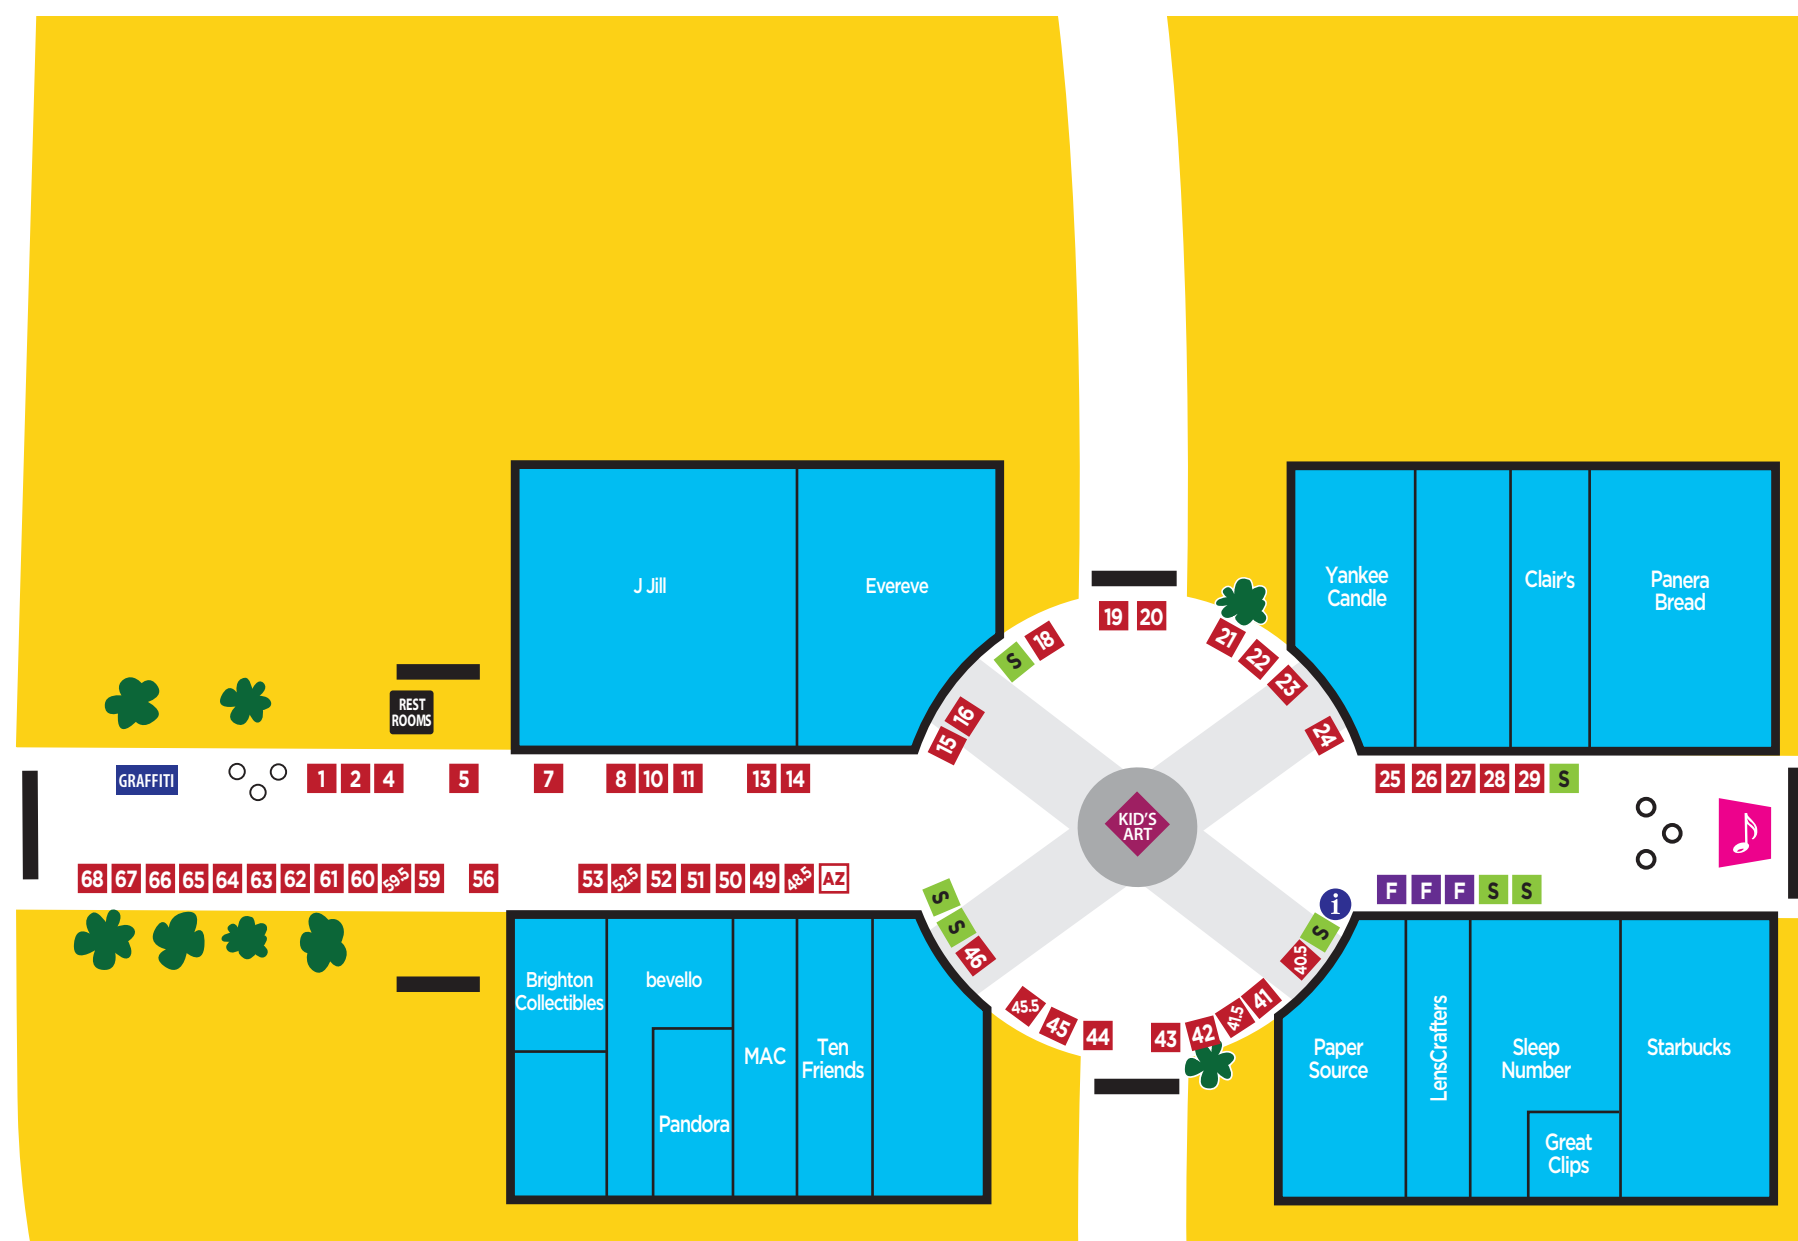 J Jill
Evereve
Yankee
Candle
Clair's
Panera
Bread
REST
ROOMS
19 20
S 18
21
22
23
24
16
15
GRAFFITI
1 2 4 5 7 8 10 11 13 14
25 26 27 28 29 S
KID'S
ART
68 67 66 65 64 63 62 61 60 59.5 59 56 53 52.5 52 51 50 49 48.5 AZ
F F F S S
i
S
S
46
45.5
45
44
43
42
41.5
41
40.5
S
Brighton
Collectibles
bevello
Pandora
MAC
Ten
Friends
Paper
Source
LensCrafters
Sleep
Number
Great
Clips
Starbucks